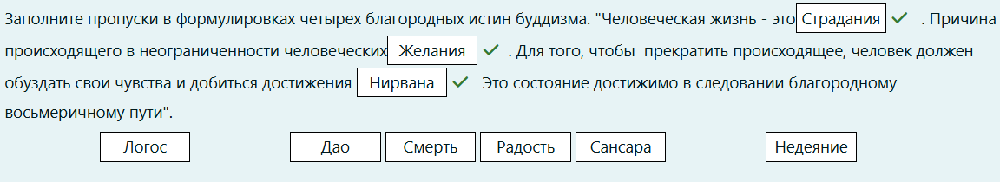 Заполните пропуски в формулировках четырех благородных истин буддизма. "Человеческая жизнь - это Страдания . Причина
происходящего в неограниченности человеческих Желания . Для того, чтобы прекратить происходящее, человек должен
обуздать свои чувства и добиться достижения Нирвана Это состояние достижимо в следовании благородному
восьмеричному пути".
Логос Дао Смерть Радость Сансара Недеяние